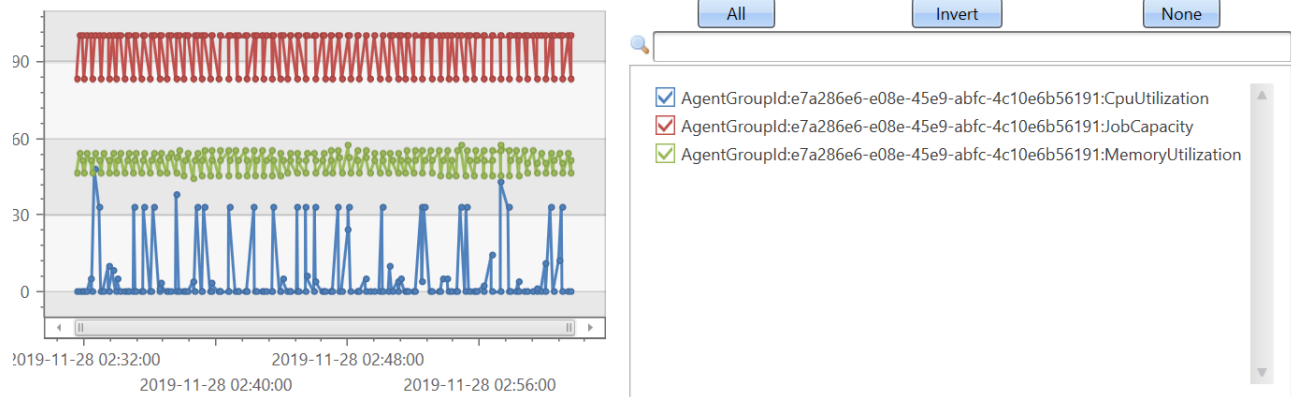 All Invert None
AgentGroupId:e7a286e6-e08e-45e9-abfc-4c10e6b56191:CpuUtilization
AgentGroupId:e7a286e6-e08e-45e9-abfc-4c10e6b56191:JobCapacity
AgentGroupId:e7a286e6-e08e-45e9-abfc-4c10e6b56191:MemoryUtilization
90
60
30
0
2019-11-28 02:32:00 2019-11-28 02:48:00
2019-11-28 02:40:00 2019-11-28 02:56:00